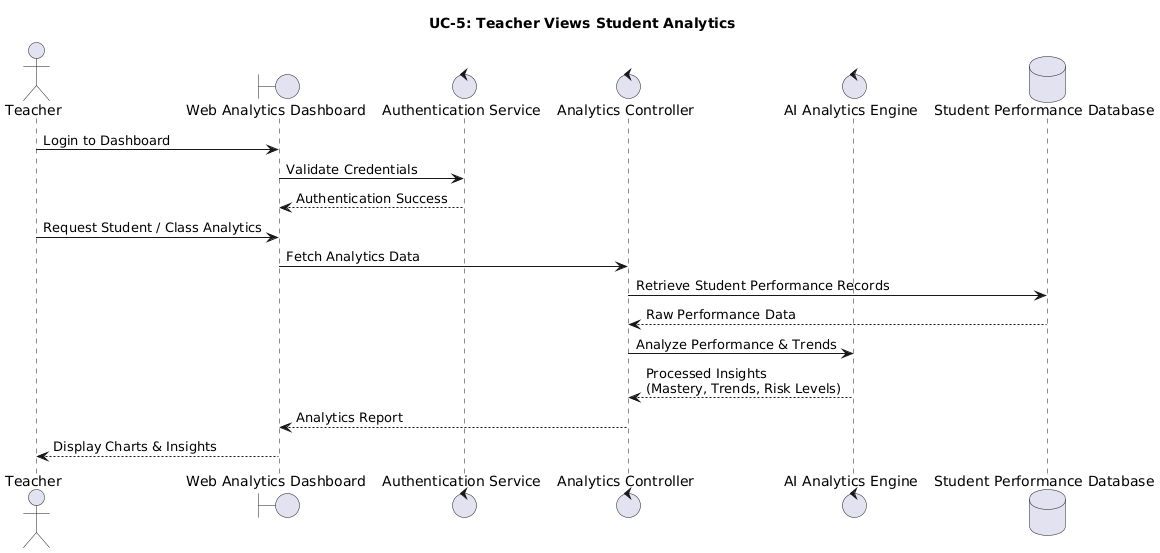 UC-5: Teacher Views Student Analytics
Teacher
Web Analytics Dashboard
Authentication Service
Analytics Controller
AI Analytics Engine
Student Performance Database
Login to Dashboard
Validate Credentials
Authentication Success
Request Student / Class Analytics
Fetch Analytics Data
Retrieve Student Performance Records
Raw Performance Data
Analyze Performance & Trends
Processed Insights
(Mastery, Trends, Risk Levels)
Analytics Report
Display Charts & Insights
Teacher
Web Analytics Dashboard
Authentication Service
Analytics Controller
AI Analytics Engine
Student Performance Database